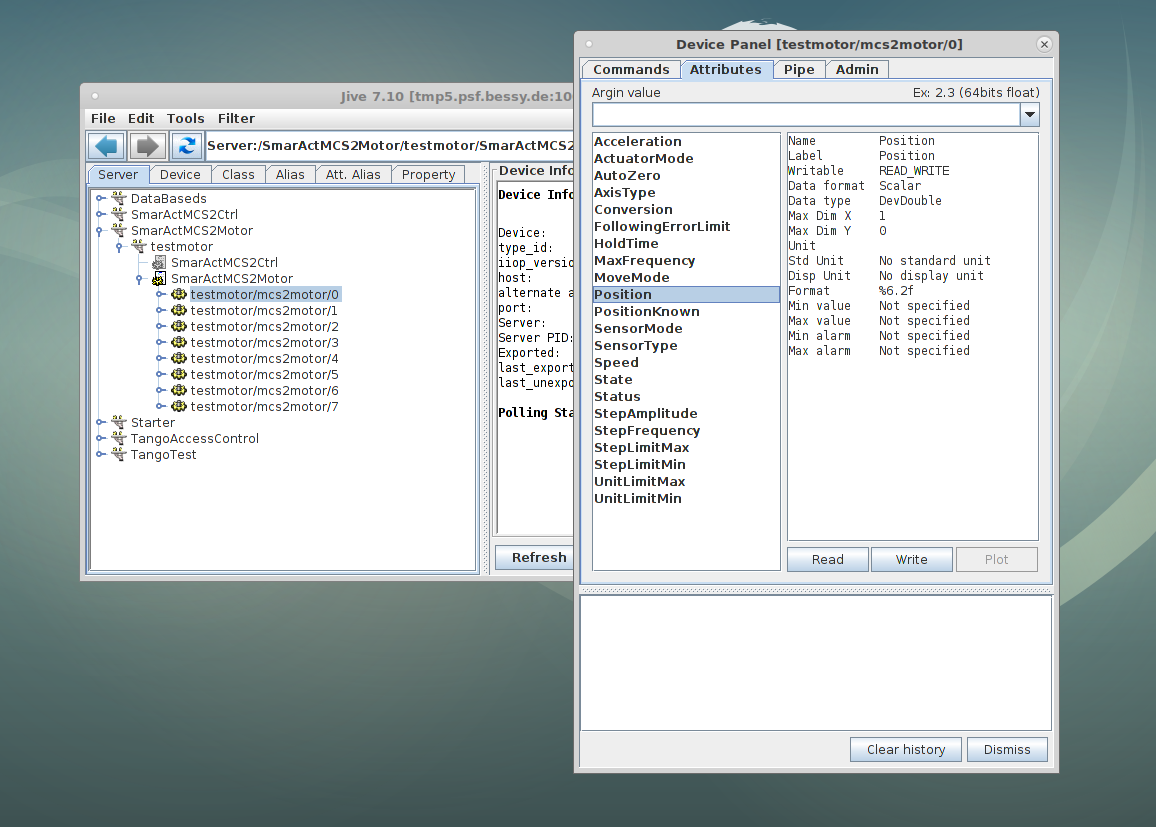 Jive 7.10 [tmp5.psf.bessy.de:10
File Edit Tools Filter
Server:/SmarActMCS2Motor/testmotor/SmarActMCS2
Server Device Class Alias Att. Alias Property
DataBaseds
SmarActMCS2Ctrl
SmarActMCS2Motor
testmotor
SmarActMCS2Ctrl
SmarActMCS2Motor
testmotor/mcs2motor/0
testmotor/mcs2motor/1
testmotor/mcs2motor/2
testmotor/mcs2motor/3
testmotor/mcs2motor/4
testmotor/mcs2motor/5
testmotor/mcs2motor/6
testmotor/mcs2motor/7
Starter
TangoAccessControl
TangoTest
Device Info
Device Info
Device:
type_id:
iiop_versio
host:
alternate a
port:
Server:
Server PID:
Exported:
last_export
last_unexpo
Polling Sta
Refresh
Device Panel [testmotor/mcs2motor/0]
Commands Attributes Pipe Admin
Argin value Ex: 2.3 (64bits float)
Acceleration
ActuatorMode
AutoZero
AxisType
Conversion
FollowingErrorLimit
HoldTime
MaxFrequency
MoveMode
Position
PositionKnown
SensorMode
SensorType
Speed
State
Status
StepAmplitude
StepFrequency
StepLimitMax
StepLimitMin
UnitLimitMax
UnitLimitMin
Name Position
Label Position
Writable READ_WRITE
Data format Scalar
Data type DevDouble
Max Dim X 1
Max Dim Y 0
Unit
Std Unit No standard unit
Disp Unit No display unit
Format %6.2f
Min value Not specified
Max value Not specified
Min alarm Not specified
Max alarm Not specified
Read Write Plot
Clear history Dismiss